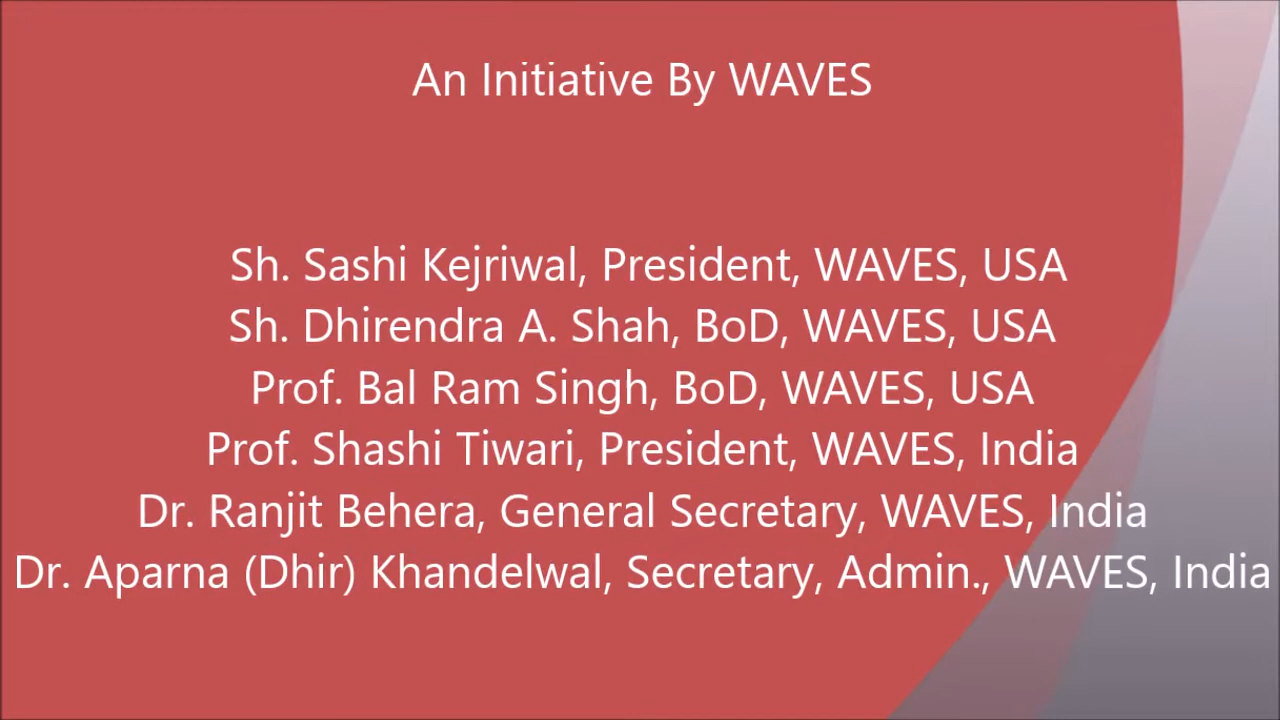 An Initiative By WAVES
Sh. Sashi Kejriwal, President, WAVES, USA
Sh. Dhirendra A. Shah, BoD, WAVES, USA
Prof. Bal Ram Singh, BoD, WAVES, USA
Prof. Shashi Tiwari, President, WAVES, India
Dr. Ranjit Behera, General Secretary, WAVES, India
Dr. Aparna (Dhir) Khandelwal, Secretary, Admin., WAVES, India